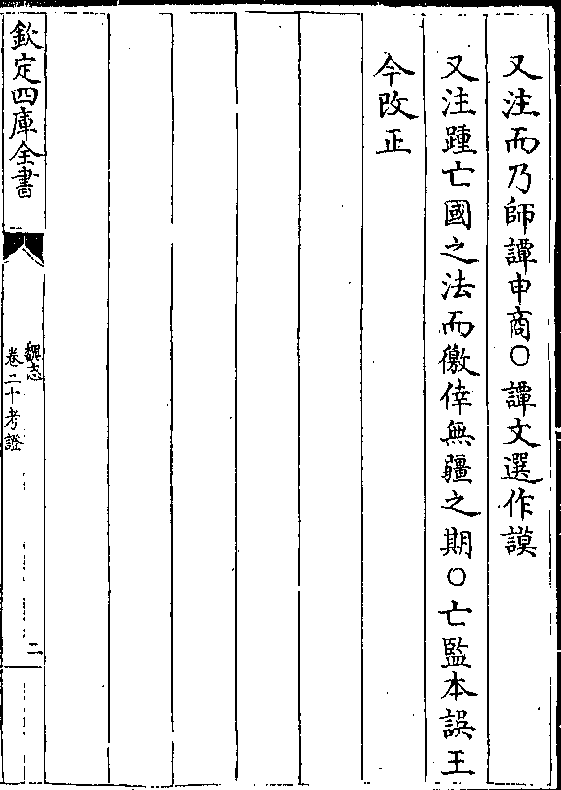 又注而乃師譚申商○譚文選作謨
又注踵亡國之法而徼倖無疆之期○亡監本誤王
今改正
欽定四庫全書
魏志
卷二十考證
二